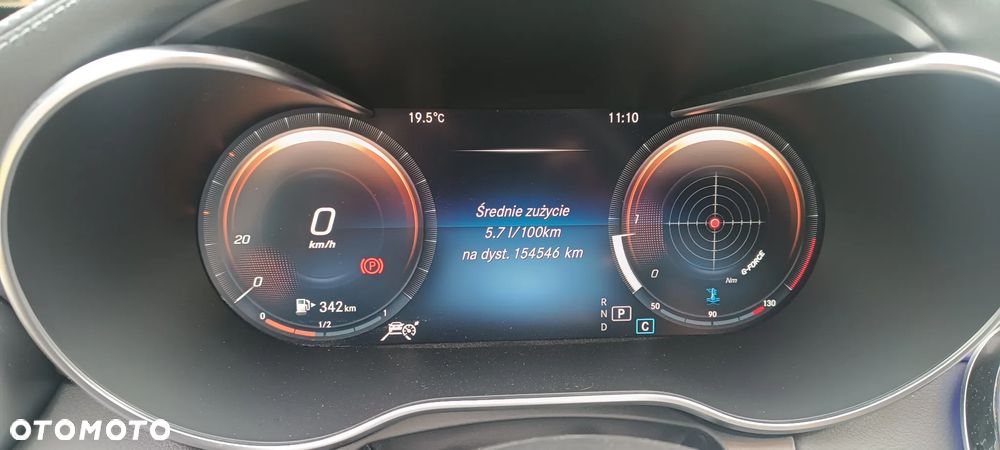 19.5°C
11:10
Średnie zużycie
5.7 l/100km
na dyst. 154546 km
0
km/h
20
0
P
342 km
0
1/2
1
1
0
G-FORCE
Nm
50
90
130
R
N
D
P
C
OTOMOTO